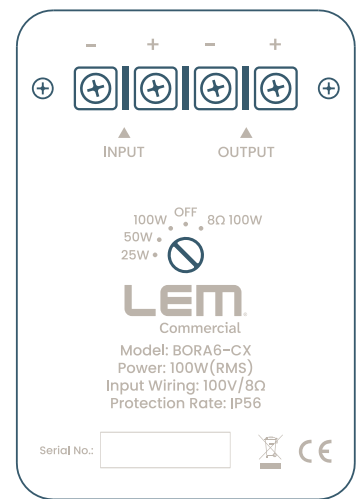 - + - +
INPUT OUTPUT
OFF
100W 8Ω 100W
50W
25W
LEM
Commercial
Model: BORA6-CX
Power: 100W(RMS)
Input Wiring: 100V/8Ω
Protection Rate: IP56
Serial No.:
CE